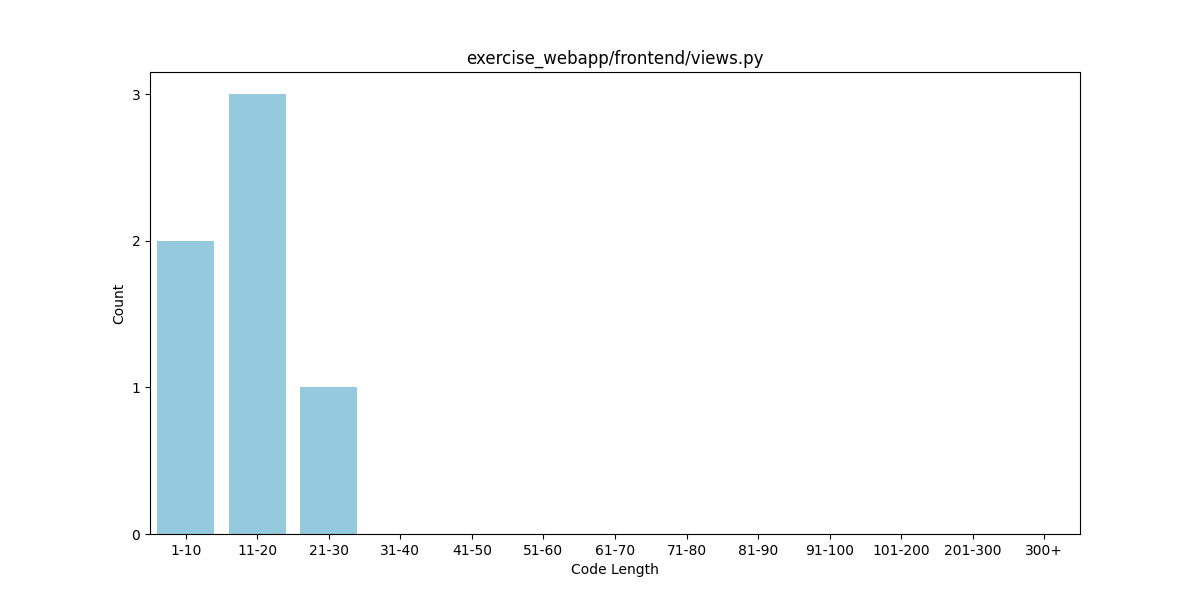 exercise_webapp/frontend/views.py
3
2
1
0
Count
1-10 11-20 21-30 31-40 41-50 51-60 61-70 71-80 81-90 91-100 101-200 201-300 300+
Code Length